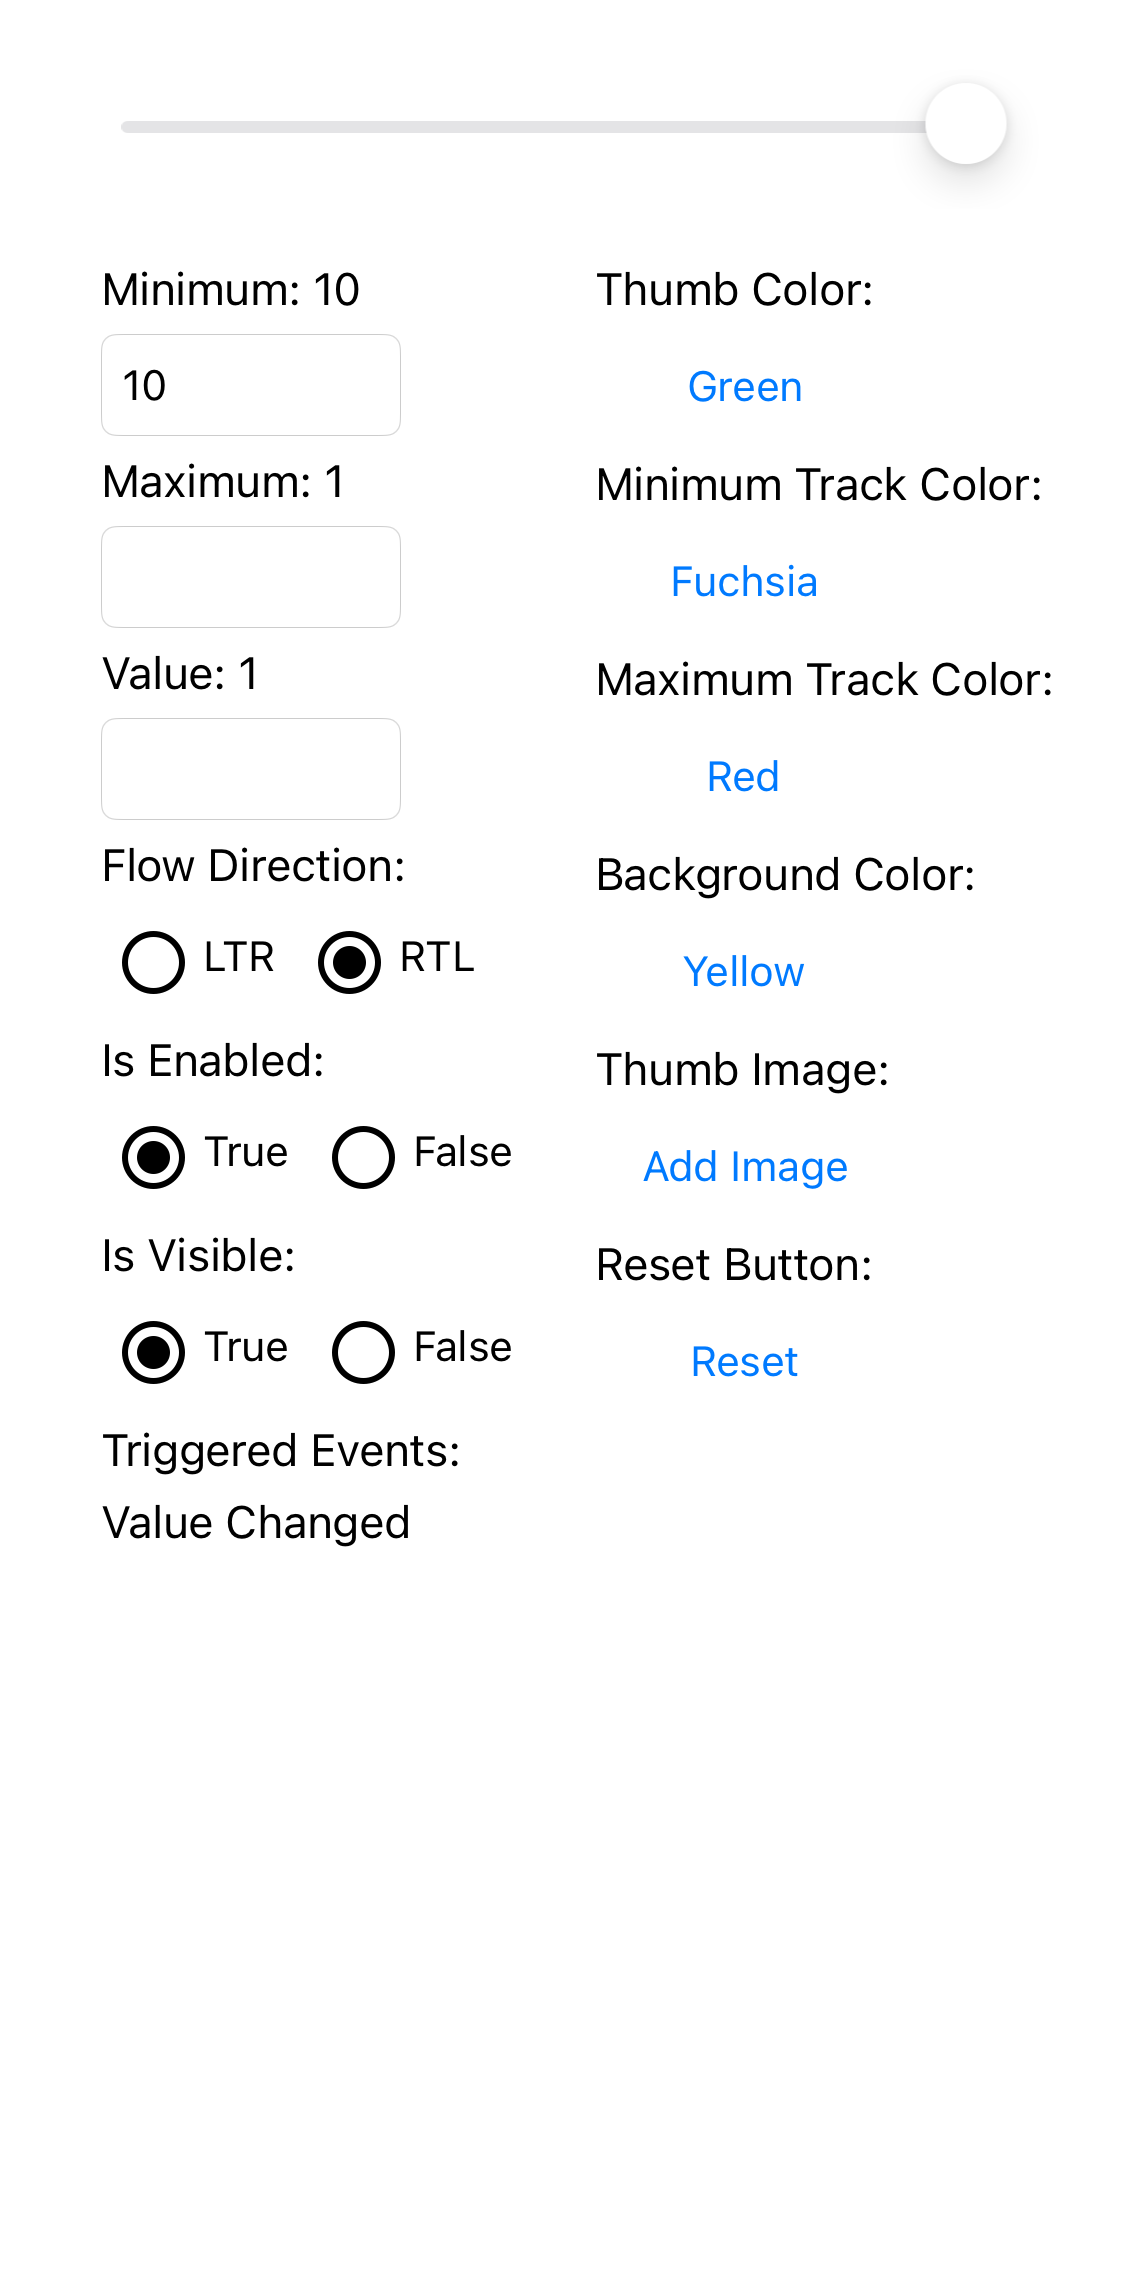 Minimum: 10
10
Maximum: 1
Value: 1
Flow Direction:
LTR RTL
Is Enabled:
True False
Is Visible:
True False
Triggered Events:
Value Changed
Thumb Color:
Green
Minimum Track Color:
Fuchsia
Maximum Track Color:
Red
Background Color:
Yellow
Thumb Image:
Add Image
Reset Button:
Reset